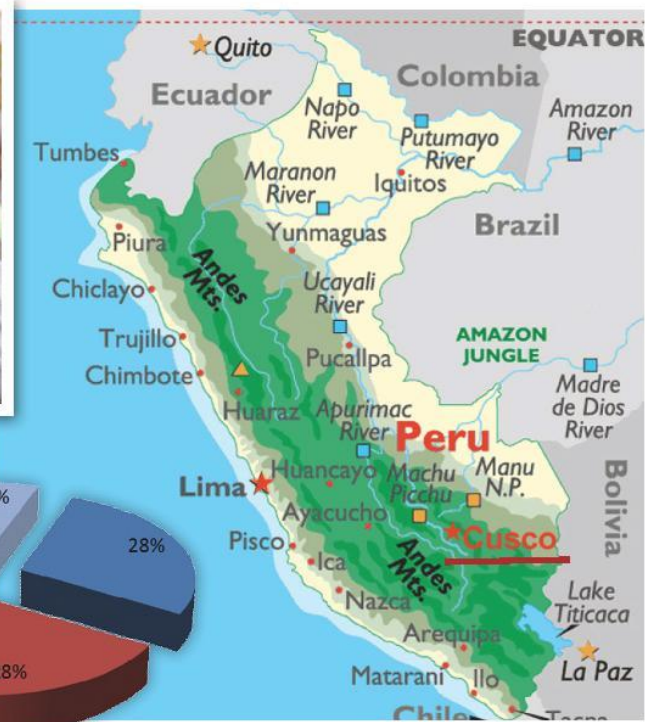 EQUATOR
Quito
Colombia
Ecuador
Napo
River
Putumayo
River
Amazon
River
Tumbes
Maranon
River
Iquitos
Piura
Yunmaguas
Brazil
Andes
Mts.
Chiclayo
Ucayali
River
Trujillo
Pucallpa
AMAZON
JUNGLE
Chimbote
Madre
de Dios
River
Huaraz
Apurimac
River
Peru
Lima
Huancayo
Machu
Picchu
Manu
N.P.
Bolivia
Ayacucho
Pisco
Cusco
Ica
Andes
Mts.
Nazca
Lake
Titicaca
Arequipa
La Paz
Matarani
Ilo
Chile
%
28%
8%